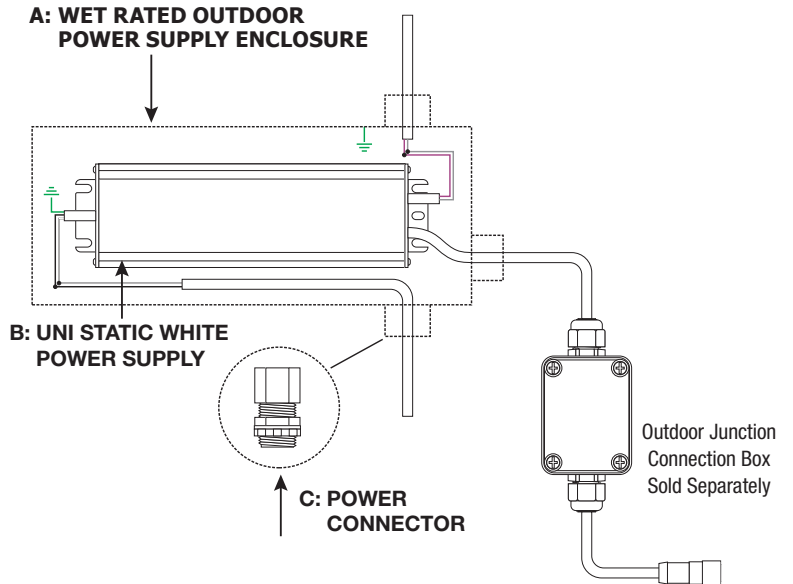 A: WET RATED OUTDOOR
POWER SUPPLY ENCLOSURE
B: UNI STATIC WHITE
POWER SUPPLY
C: POWER
CONNECTOR
Outdoor Junction
Connection Box
Sold Separately